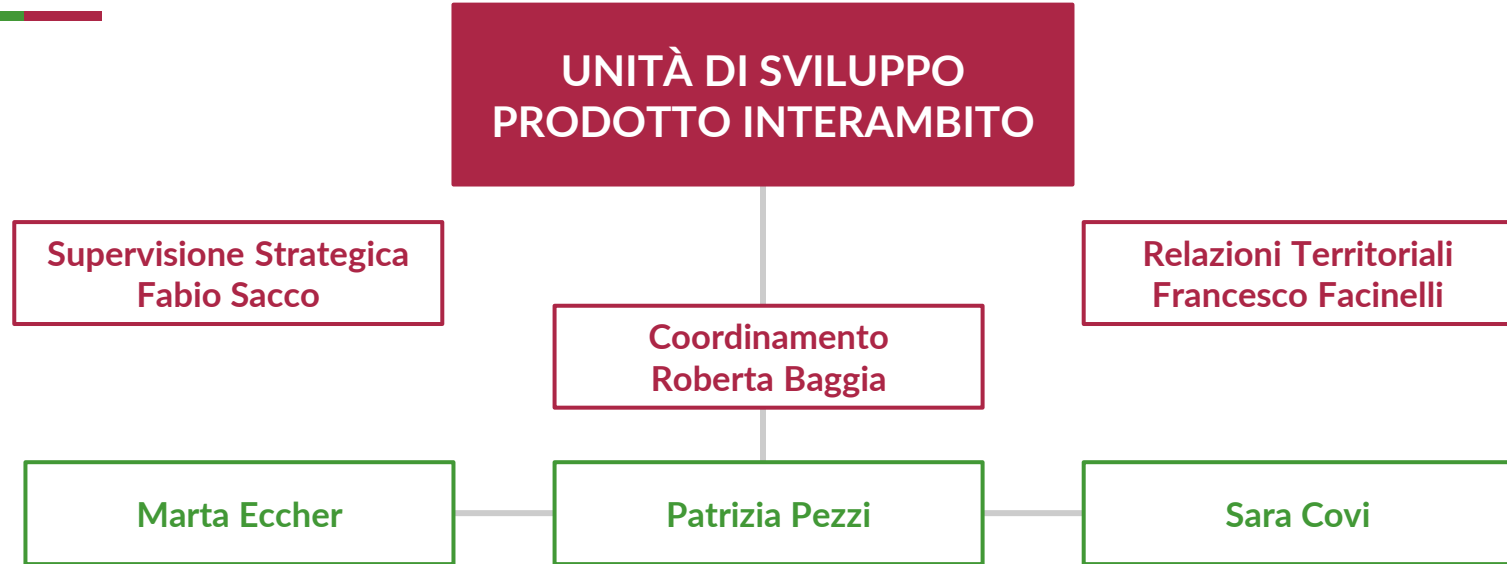 UNITÀ DI SVILUPPO
PRODOTTO INTERAMBITO
Supervisione Strategica
Fabio Sacco
Relazioni Territoriali
Francesco Facinelli
Coordinamento
Roberta Baggia
Marta Eccher
Patrizia Pezzi
Sara Covi